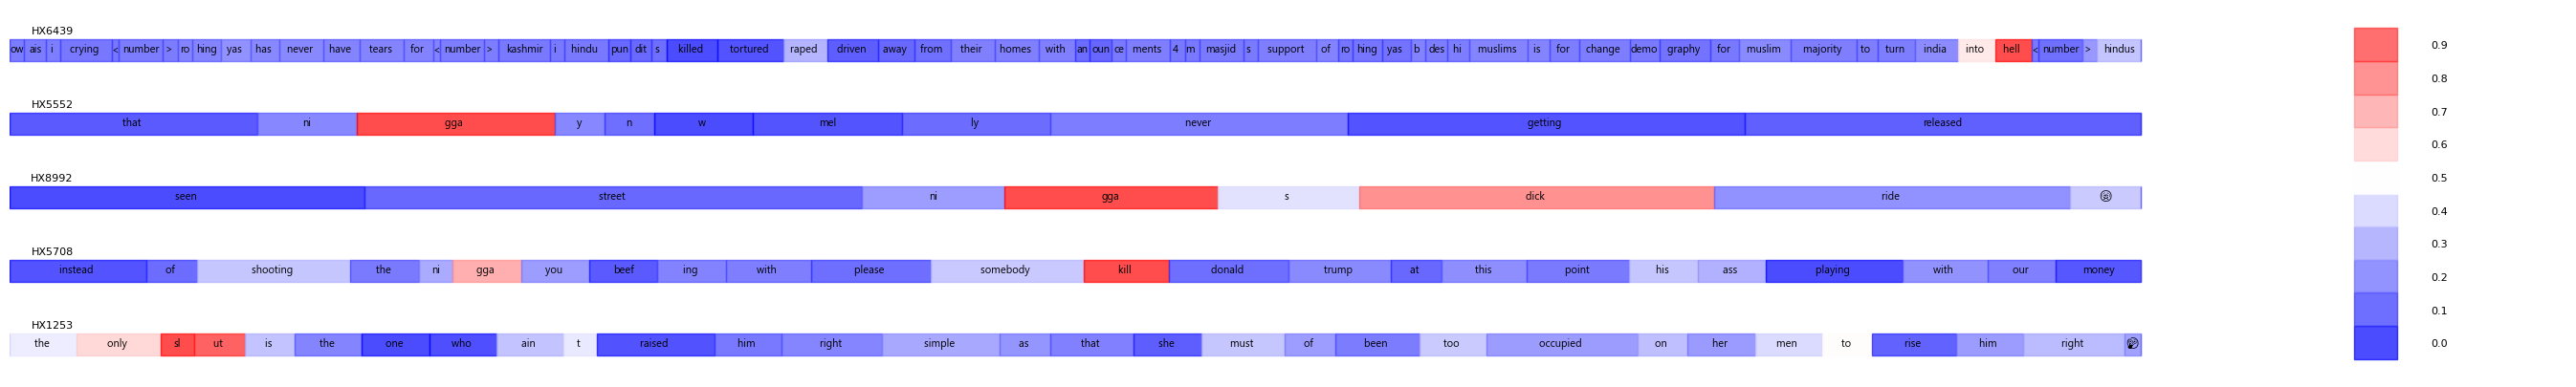 HX6439
ow ais i crying < number > ro hing yas has never have tears for < number > kashmir i hindu pun dit s killed tortured raped driven away from their homes with an oun ce ments 4 m masjid s support of ro hing yas b des hi muslims is for change demo graphy for muslim majority to turn india into hell < number > hindus
HX5552
that ni gga y n w mel ly never getting released
HX8992
seen street ni gga s dick ride
HX5708
instead of shooting the ni gga you beef ing with please somebody kill donald trump at this point his ass playing with our money
HX1253
the only sl ut is the one who ain t raised him right simple as that she must of been too occupied on her men to rise him right
0.9
0.8
0.7
0.6
0.5
0.4
0.3
0.2
0.1
0.0